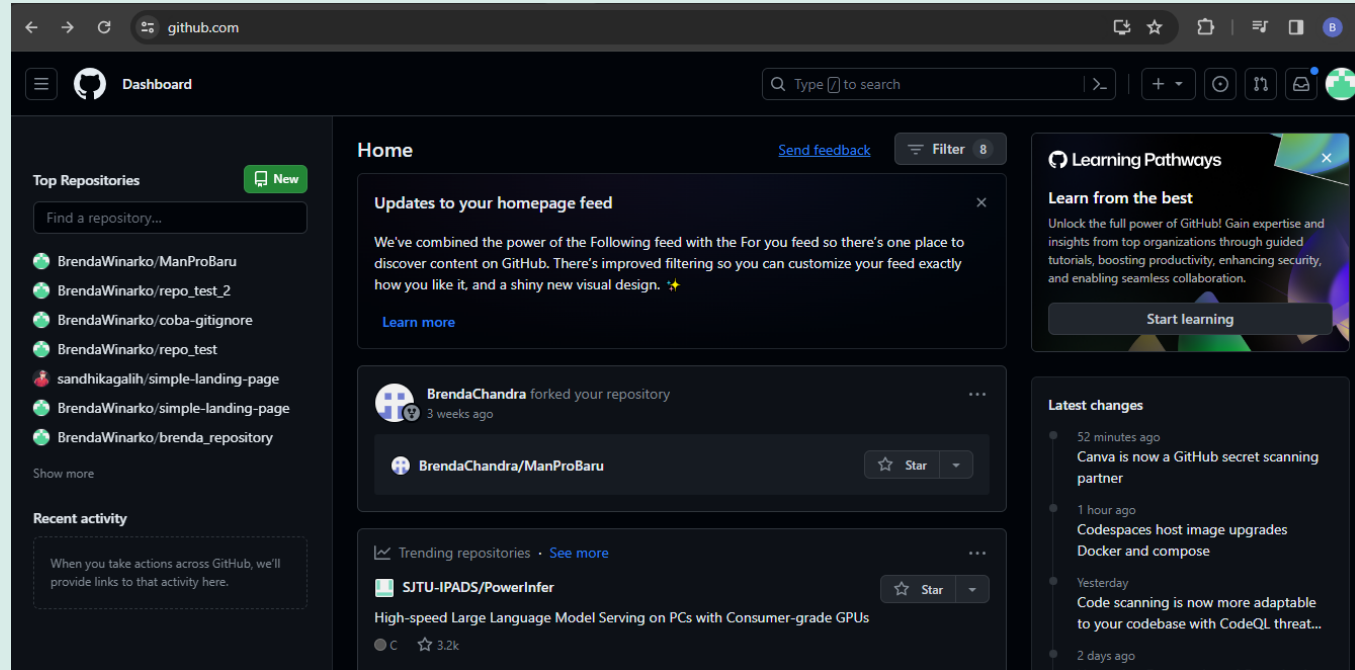 github.com
B
Dashboard
Type / to search
Top Repositories
New
Find a repository...
BrendaWinarko/ManProBaru
BrendaWinarko/repo_test_2
BrendaWinarko/coba-gitignore
BrendaWinarko/repo_test
sandhikagalih/simple-landing-page
BrendaWinarko/simple-landing-page
BrendaWinarko/brenda_repository
Show more
Recent activity
When you take actions across GitHub, we'll
provide links to that activity here.
Home
Send feedback
Filter 8
Updates to your homepage feed
We've combined the power of the Following feed with the For you feed so there's one place to
discover content on GitHub. There's improved filtering so you can customize your feed exactly
how you like it, and a shiny new visual design. ✨
Learn more
BrendaChandra forked your repository
3 weeks ago
BrendaChandra/ManProBaru
Star
Trending repositories · See more
SJTU-IPADS/PowerInfer
Star
High-speed Large Language Model Serving on PCs with Consumer-grade GPUs
C 3.2k
Learning Pathways
Learn from the best
Unlock the full power of GitHub! Gain expertise and
insights from top organizations through guided
tutorials, boosting productivity, enhancing security,
and enabling seamless collaboration.
Start learning
Latest changes
52 minutes ago
Canva is now a GitHub secret scanning
partner
1 hour ago
Codespaces host image upgrades
Docker and compose
Yesterday
Code scanning is now more adaptable
to your codebase with CodeQL threat...
2 days ago